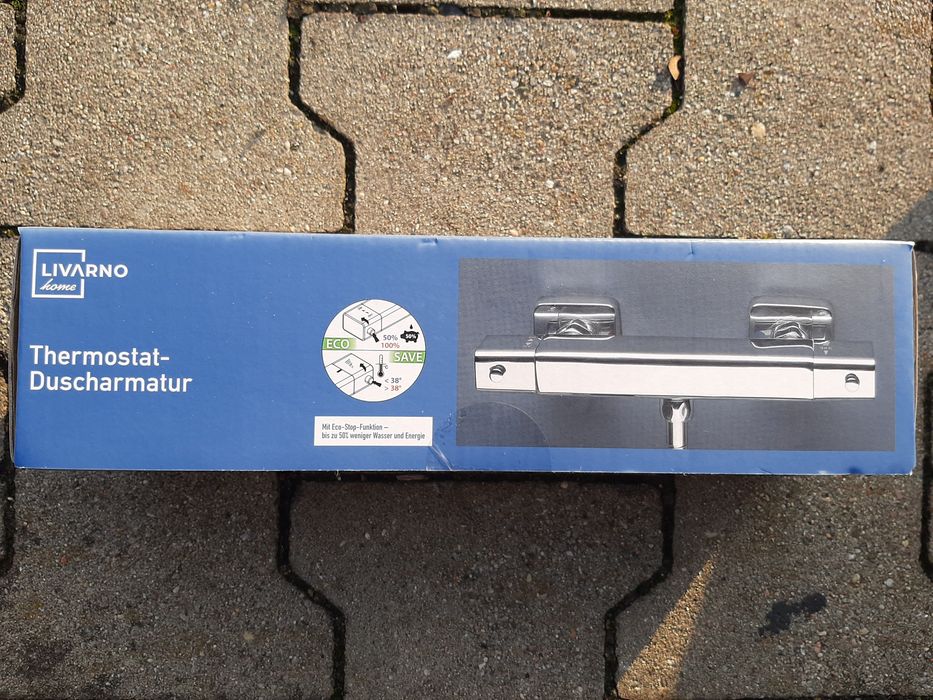 LIVARNO
home
Thermostat-
Duscharmatur
50%
50%
100%
ECO
SAVE
°C
< 38°
> 38°
Mit Eco-Stop-Funktion –
bis zu 50% weniger Wasser und Energie